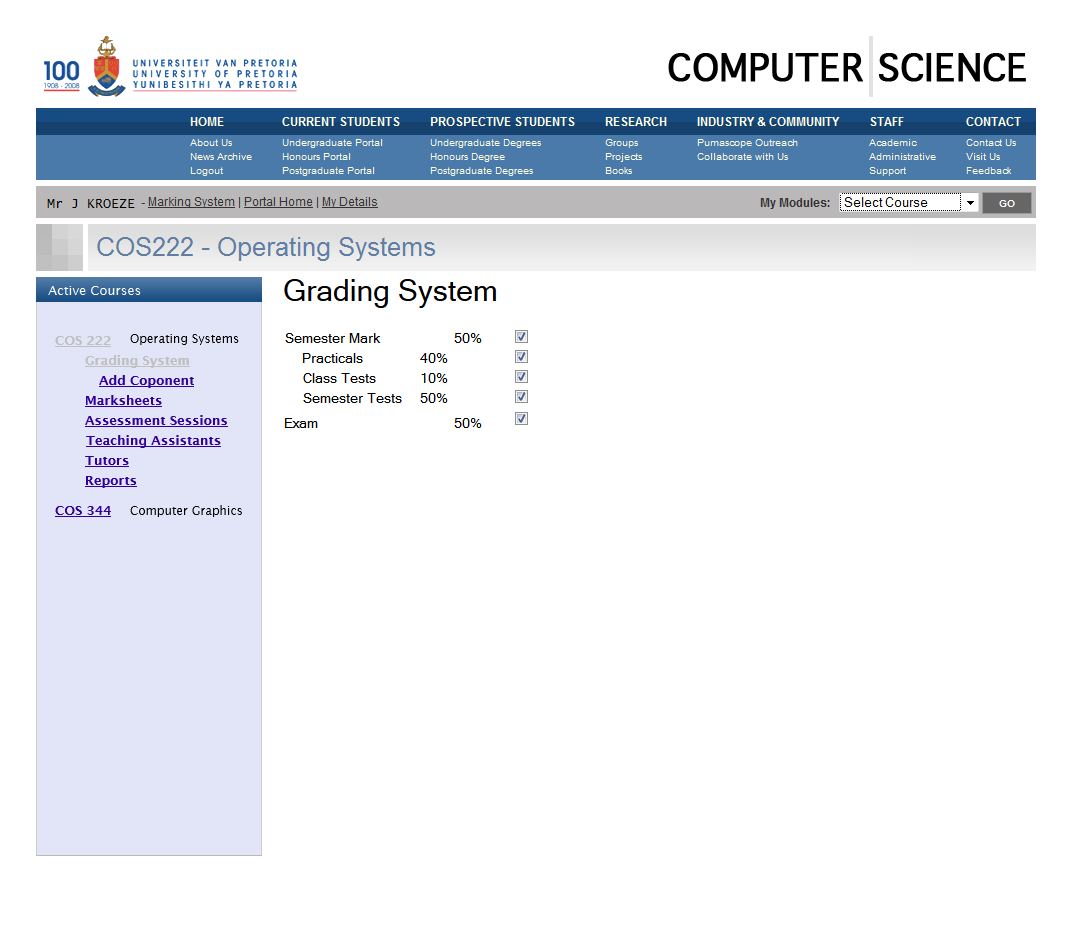 100
1908 - 2008
UNIVERSITEIT VAN PRETORIA
UNIVERSITY OF PRETORIA
YUNIBESITHI YA PRETORIA
COMPUTER SCIENCE
HOME CURRENT STUDENTS PROSPECTIVE STUDENTS RESEARCH INDUSTRY & COMMUNITY STAFF CONTACT
About Us Undergraduate Portal Undergraduate Degrees Groups Pumascope Outreach Academic Contact Us
News Archive Honours Portal Honours Degree Projects Collaborate with Us Administrative Visit Us
Logout Postgraduate Portal Postgraduate Degrees Books Support Feedback
Mr J KROEZE - Marking System | Portal Home | My Details My Modules: Select Course GO
COS222 - Operating Systems
Active Courses
COS 222 Operating Systems
Grading System
Add Coponent
Marksheets
Assessment Sessions
Teaching Assistants
Tutors
Reports
COS 344 Computer Graphics
Grading System
Semester Mark 50%
Practicals 40%
Class Tests 10%
Semester Tests 50%
Exam 50%